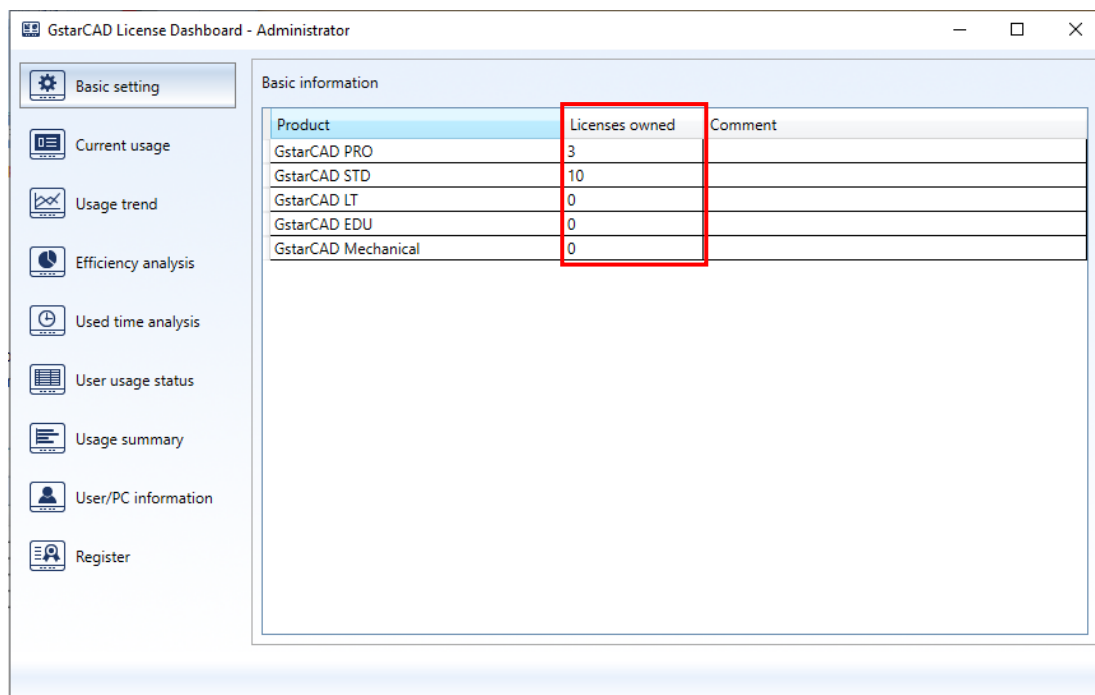 GstarCAD License Dashboard - Administrator
Basic setting
Current usage
Usage trend
Efficiency analysis
Used time analysis
User usage status
Usage summary
User/PC information
Register
Basic information
Product Licenses owned Comment
GstarCAD PRO 3
GstarCAD STD 10
GstarCAD LT 0
GstarCAD EDU 0
GstarCAD Mechanical 0